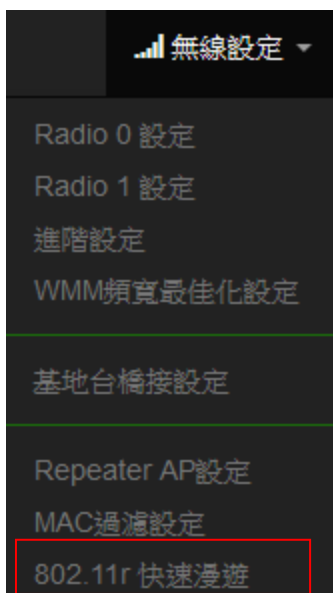 無線設定
Radio 0 設定
Radio 1 設定
進階設定
WMM頻寬最佳化設定
基地台橋接設定
Repeater AP設定
MAC過濾設定
802.11r 快速漫遊